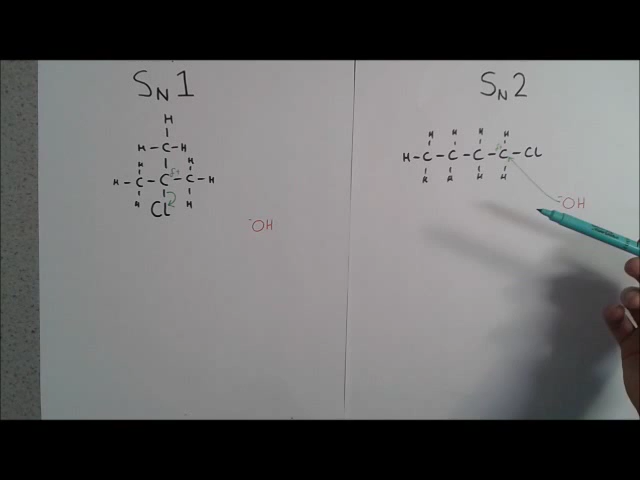 SN1
H
H-C-H
H H
H-C-C-C-H
δ+
H H
Cl
⁻OH
SN2
H H H H
H-C-C-C-C-Cl
δ+
H H H H
⁻OH